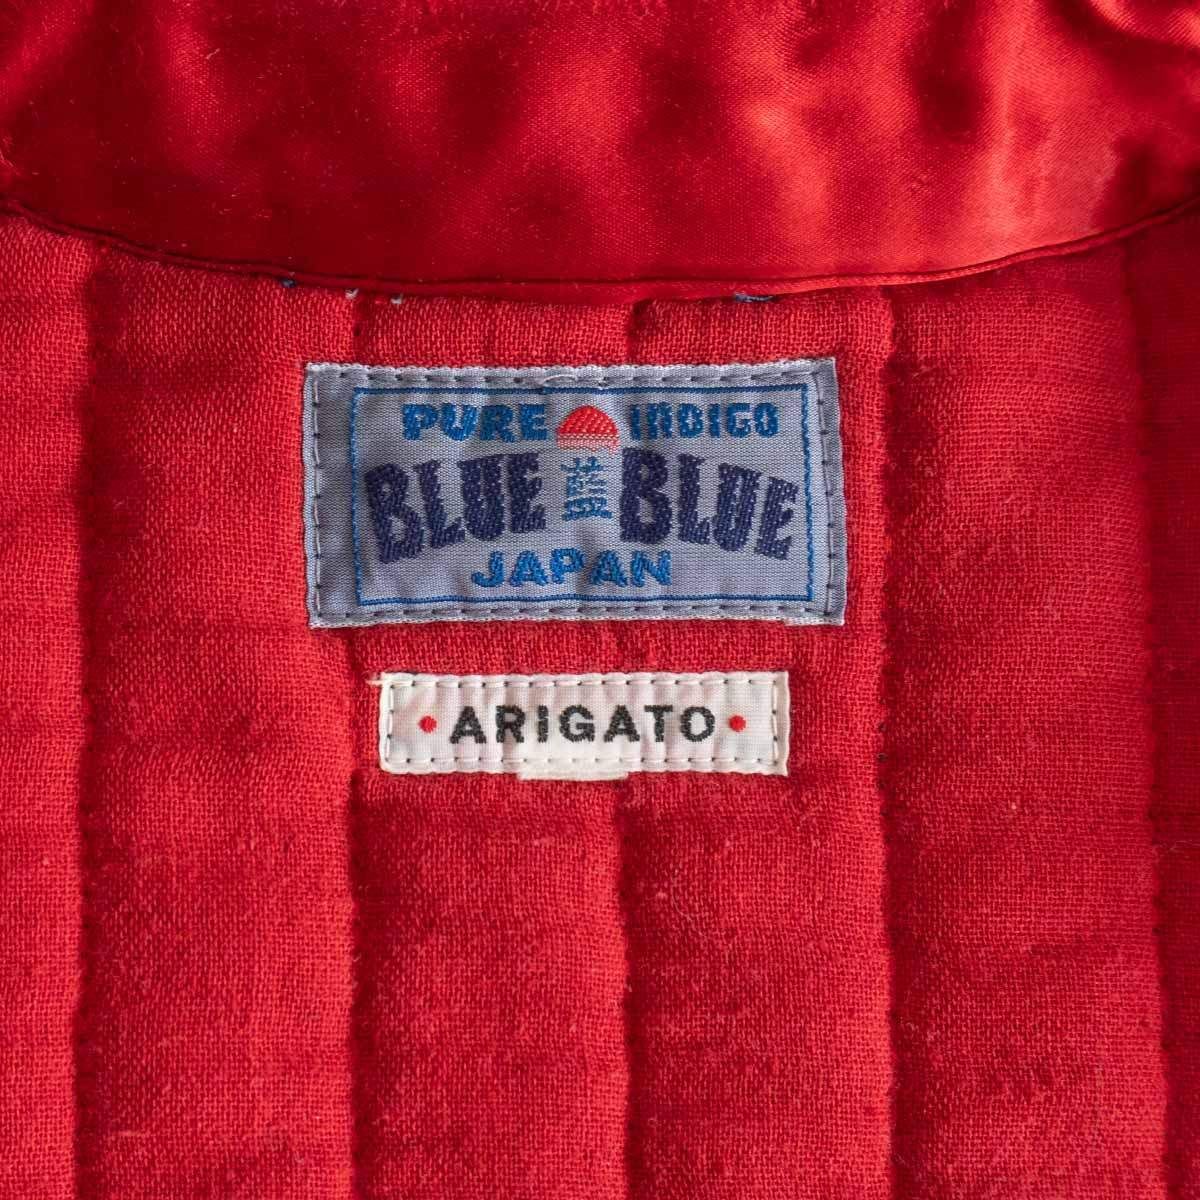 PURE INDIGO
BLUE 藍 BLUE
JAPAN
• ARIGATO •